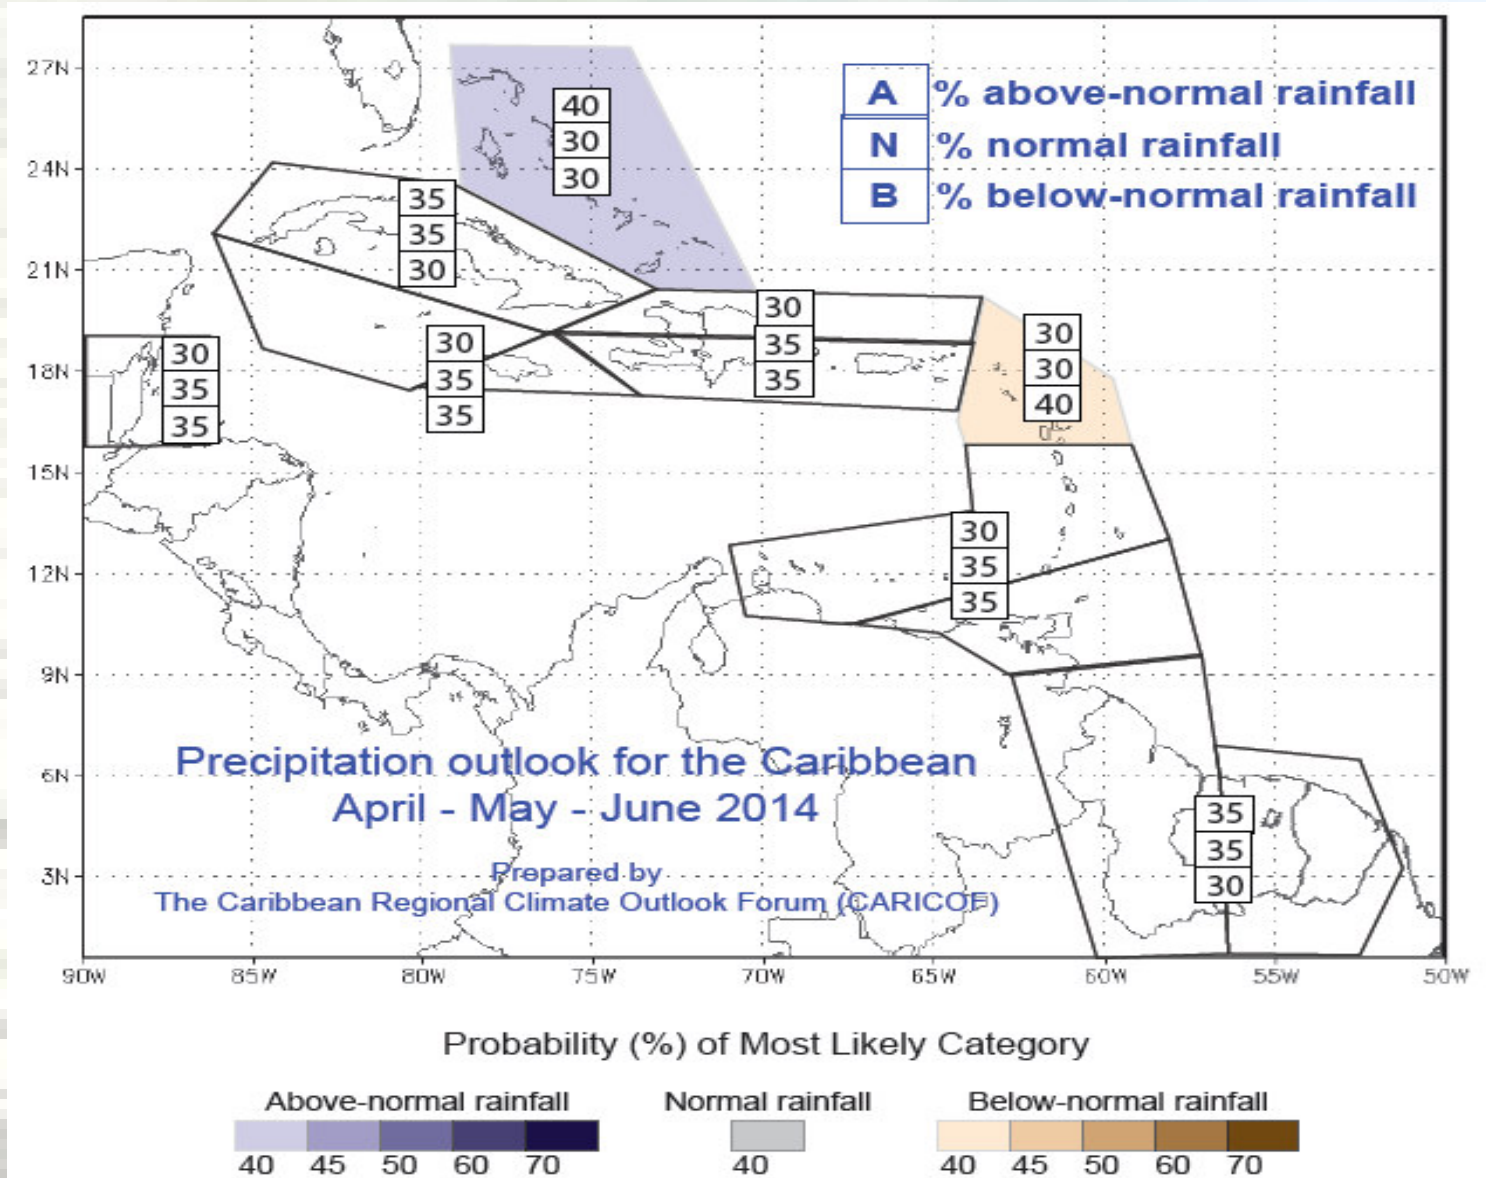 27N
24N
21N
18N
15N
12N
9N
6N
3N
90W 85W 80W 75W 70W 65W 60W 55W 50W
A % above-normal rainfall
N % normal rainfall
B % below-normal rainfall
40
30
30
35
35
30
30
35
35
30
35
35
30
35
35
30
30
40
30
35
35
35
35
30
Precipitation outlook for the Caribbean
April - May - June 2014
Prepared by
The Caribbean Regional Climate Outlook Forum (CARICOF)
Probability (%) of Most Likely Category
Above-normal rainfall Normal rainfall Below-normal rainfall
40 45 50 60 70 40 40 45 50 60 70